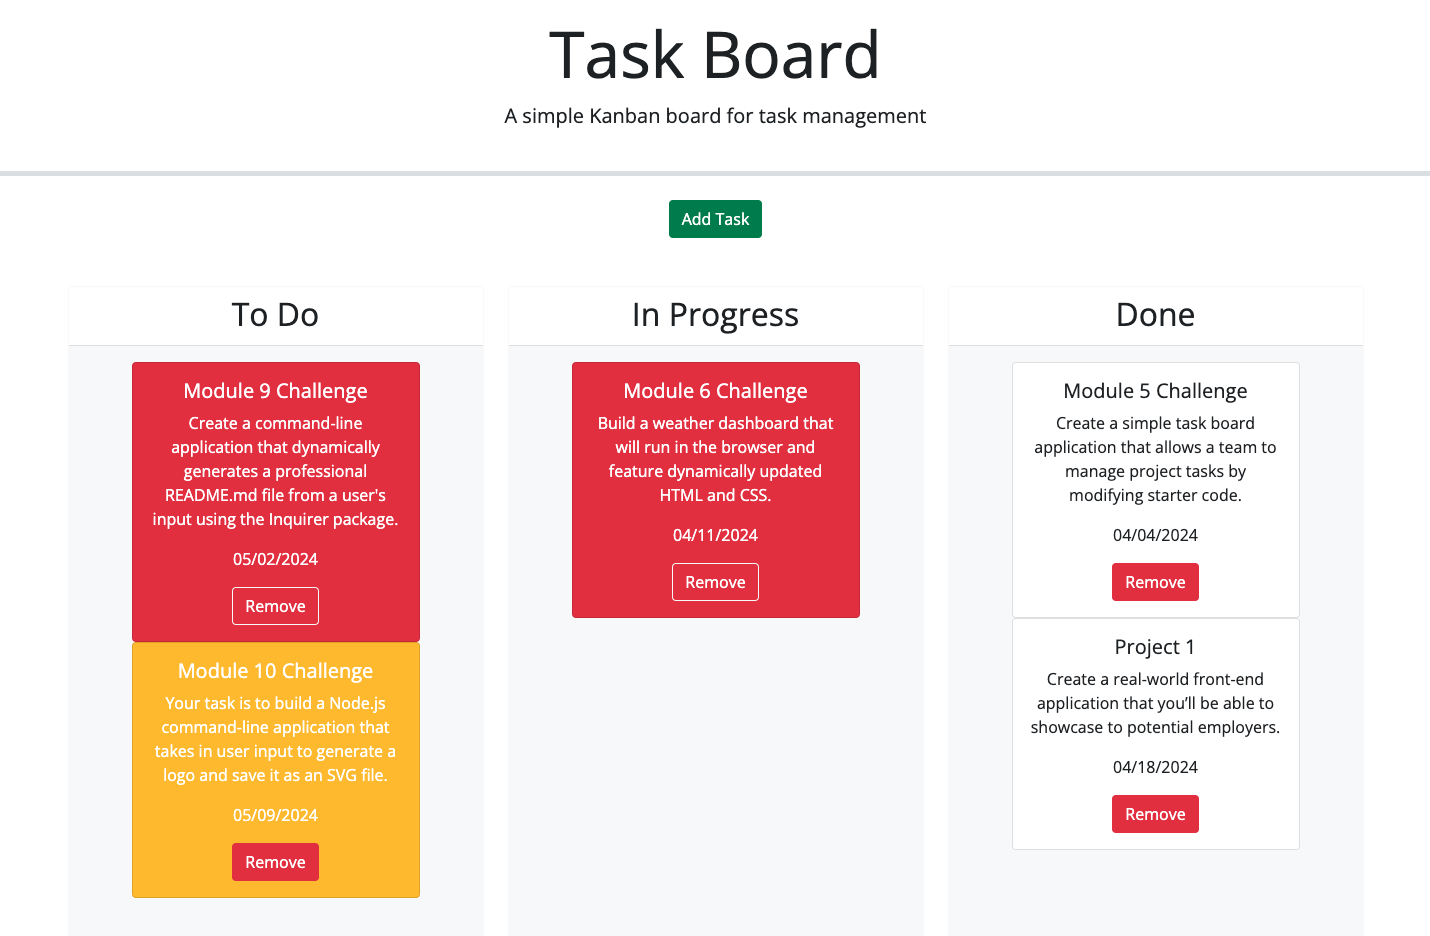 Task Board
A simple Kanban board for task management
Add Task
To Do
Module 9 Challenge
Create a command-line
application that dynamically
generates a professional
README.md file from a user's
input using the Inquirer package.
05/02/2024
Remove
Module 10 Challenge
Your task is to build a Node.js
command-line application that
takes in user input to generate a
logo and save it as an SVG file.
05/09/2024
Remove
In Progress
Module 6 Challenge
Build a weather dashboard that
will run in the browser and
feature dynamically updated
HTML and CSS.
04/11/2024
Remove
Done
Module 5 Challenge
Create a simple task board
application that allows a team to
manage project tasks by
modifying starter code.
04/04/2024
Remove
Project 1
Create a real-world front-end
application that you’ll be able to
showcase to potential employers.
04/18/2024
Remove